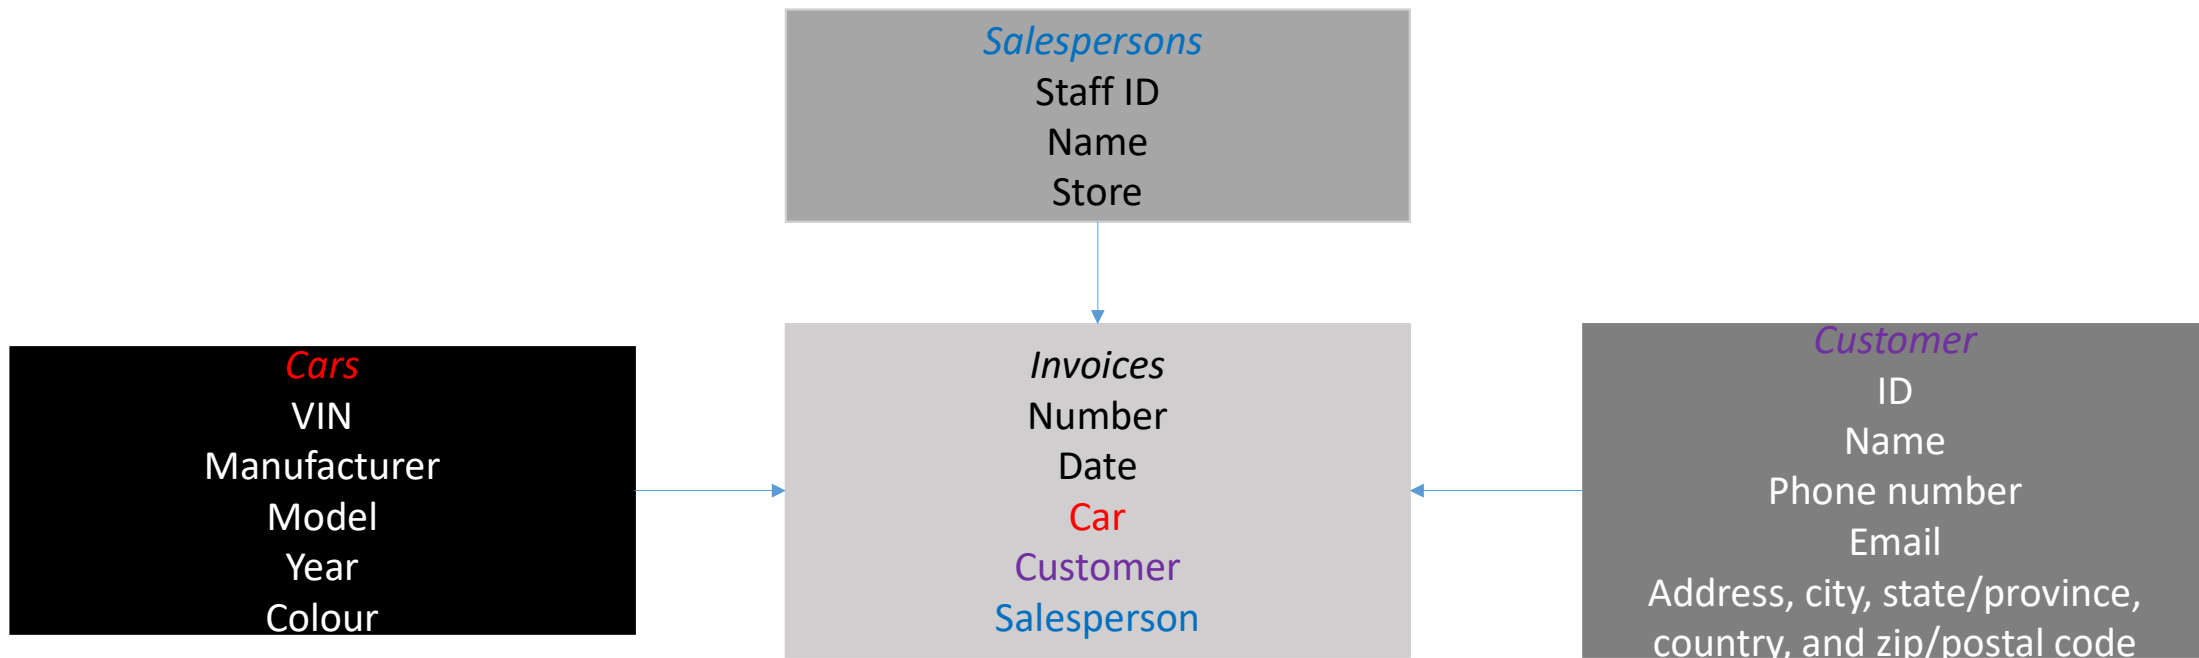 Salespersons
Staff ID
Name
Store
Cars
VIN
Manufacturer
Model
Year
Colour
Invoices
Number
Date
Car
Customer
Salesperson
Customer
ID
Name
Phone number
Email
Address, city, state/province,
country, and zip/postal code